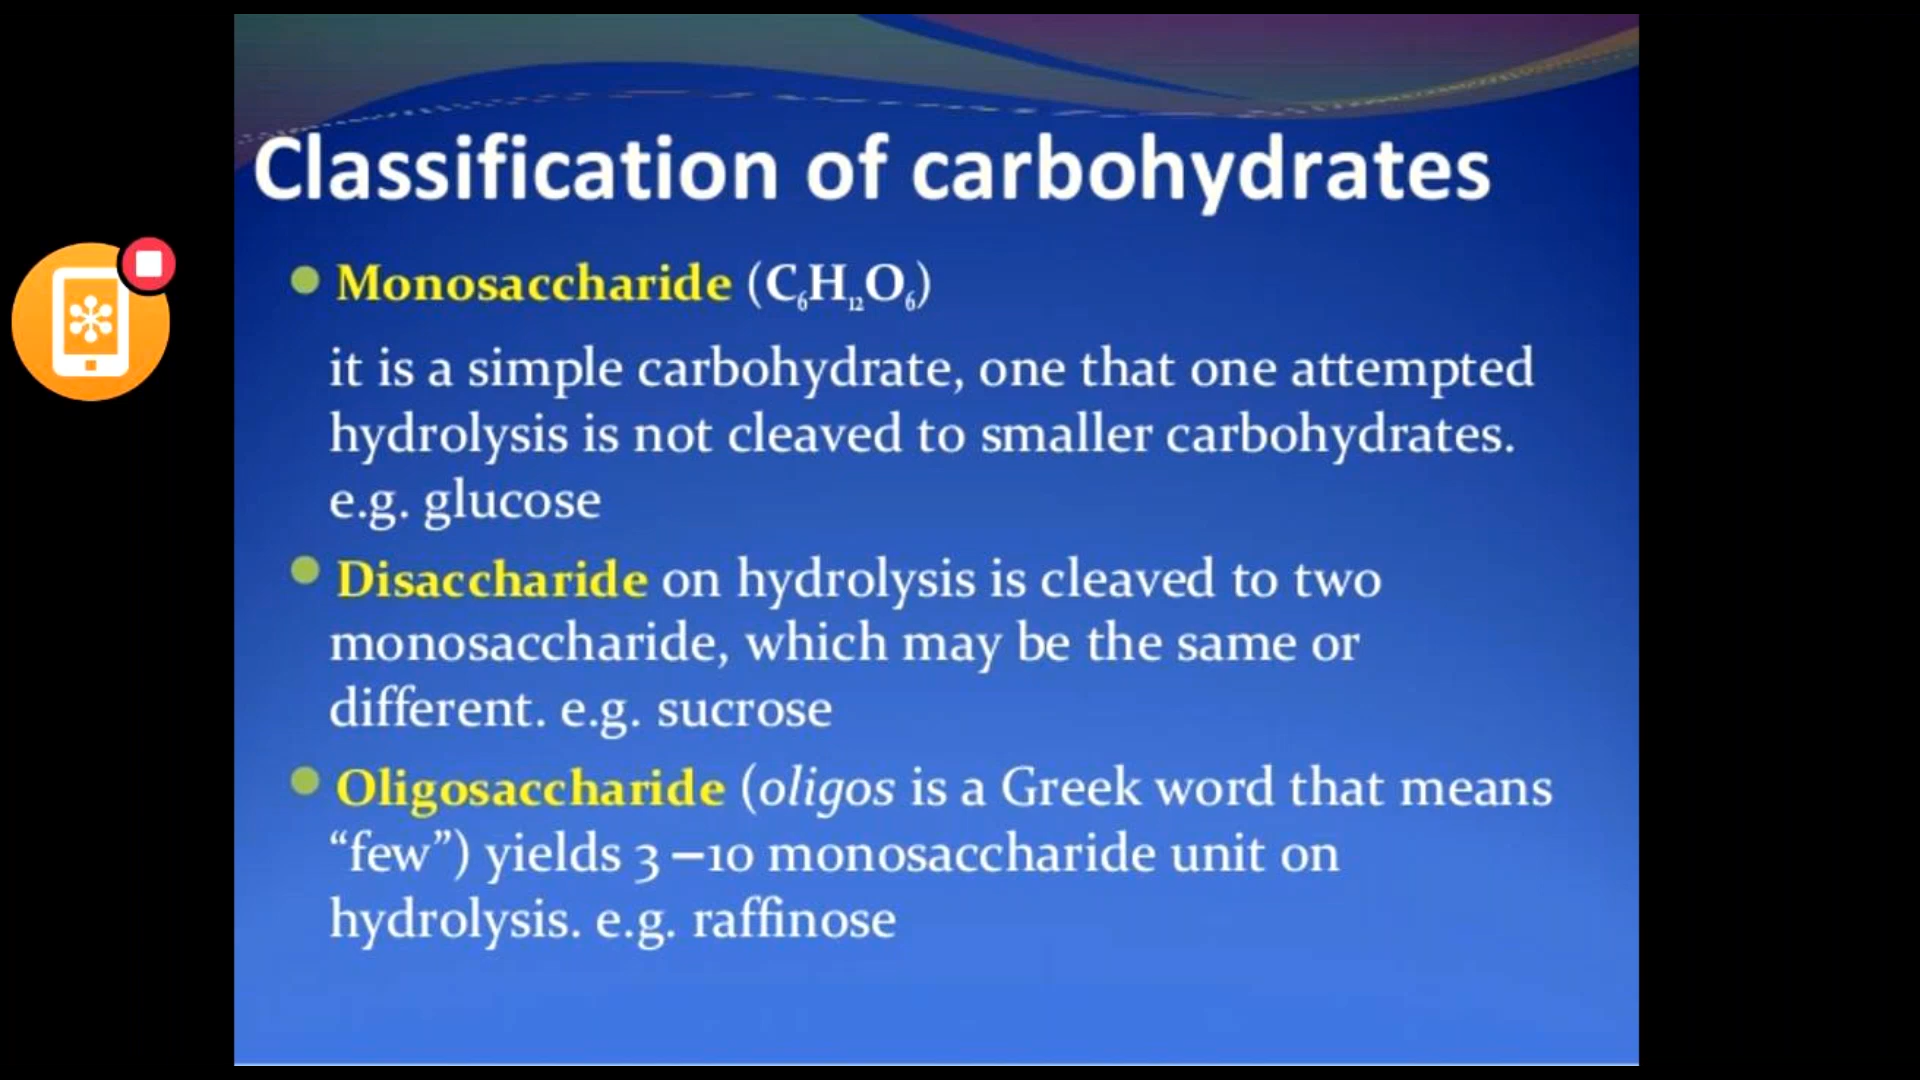 Classification of carbohydrates
Monosaccharide (C₆H₁₂O₆)
it is a simple carbohydrate, one that one attempted
hydrolysis is not cleaved to smaller carbohydrates.
e.g. glucose
Disaccharide on hydrolysis is cleaved to two
monosaccharide, which may be the same or
different. e.g. sucrose
Oligosaccharide (oligos is a Greek word that means
“few”) yields 3 –10 monosaccharide unit on
hydrolysis. e.g. raffinose